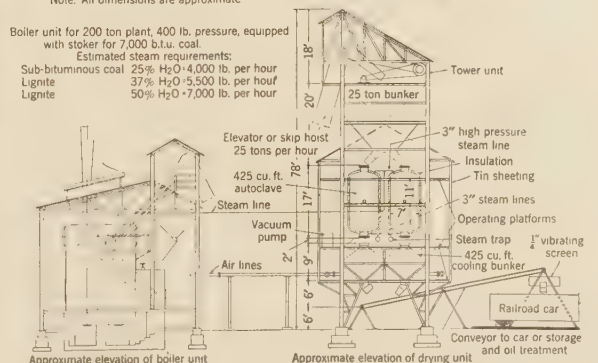 Note: All dimensions are approximate
Boiler unit for 200 ton plant, 400 lb. pressure, equipped
with stoker for 7,000 b.t.u. coal.
Estimated steam requirements:
Sub-bituminous coal 25% H₂O=4,000 lb. per hour
Lignite 37% H₂O=5,500 lb. per hour
Lignite 50% H₂O=7,000 lb. per hour
18'
Tower unit
20'
25 ton bunker
Elevator or skip hoist
25 tons per hour
78'
3" high pressure
steam line
Insulation
Tin sheeting
425 cu. ft.
autoclave
17'
11'
7'
3" steam lines
Steam line
Operating platforms
Vacuum
pump
2'
Steam trap
1/4" vibrating
screen
9'
425 cu. ft.
cooling bunker
Air lines
6'
6'
Railroad car
Conveyor to car or storage
and oil treatment
Approximate elevation of boiler unit
Approximate elevation of drying unit